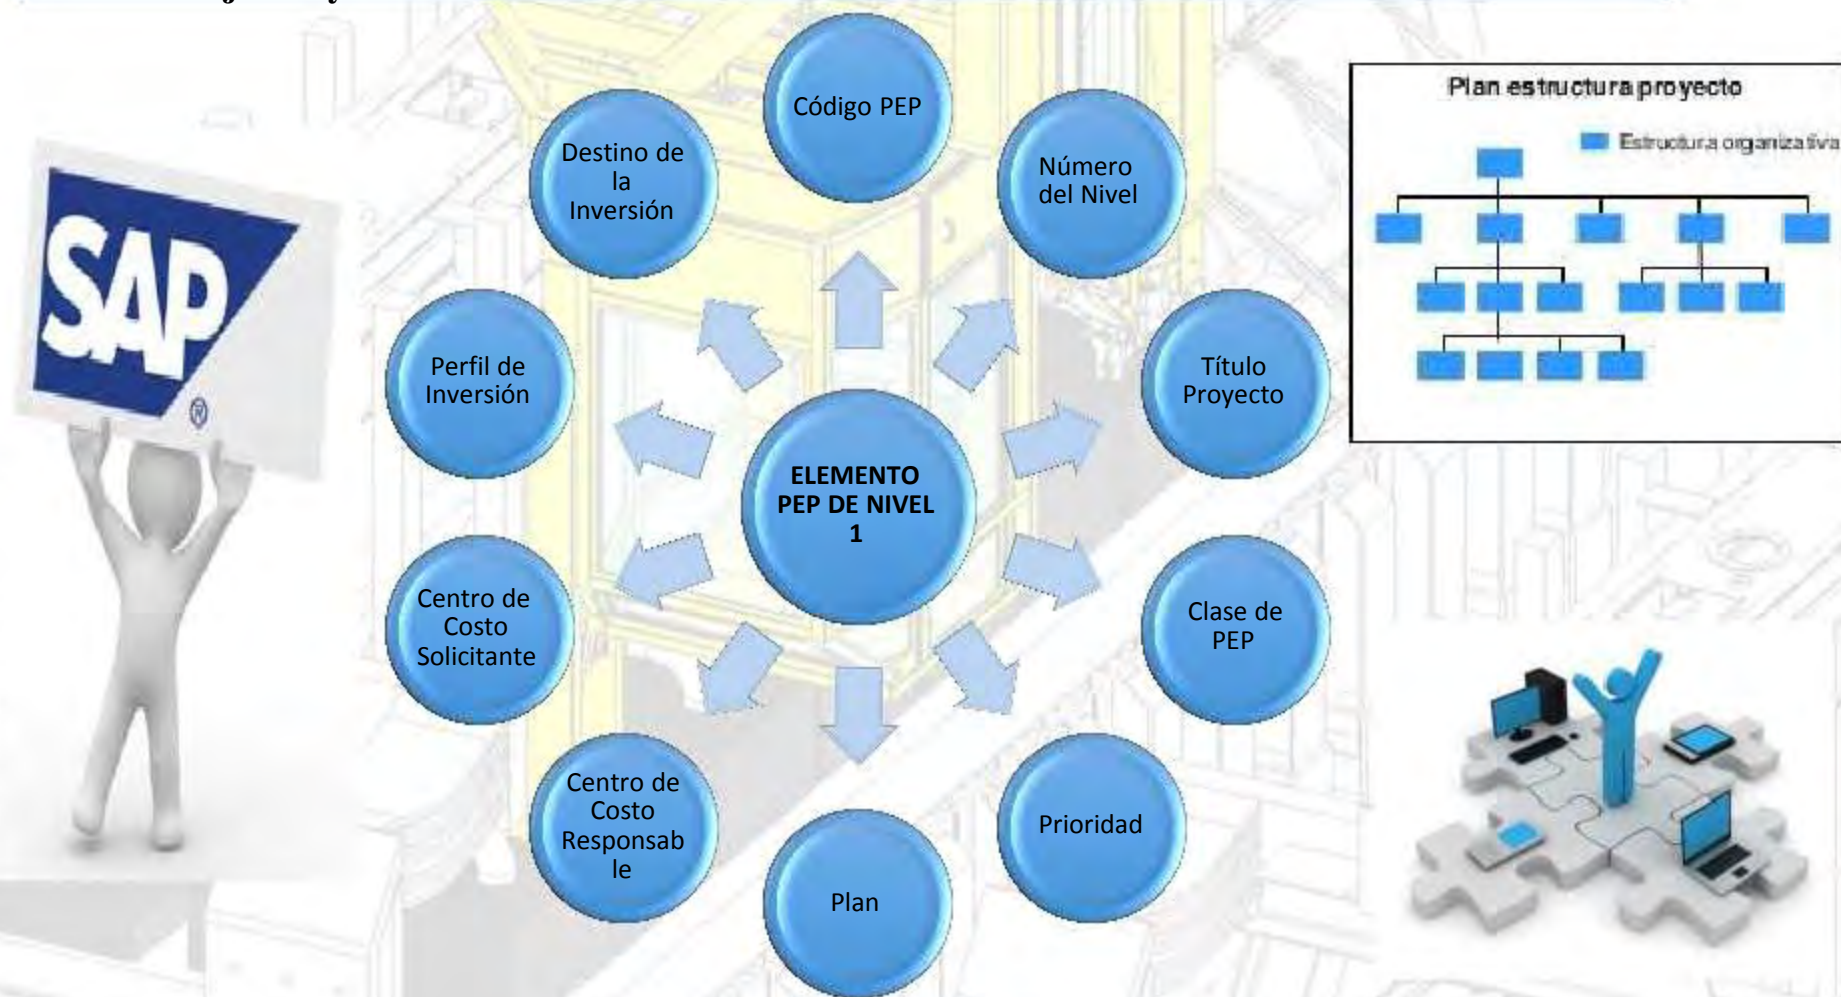 Código PEP
Destino de
la
Inversión
Número
del Nivel
Plan estructura proyecto
Estructura organizativa
SAP
®
Perfil de
Inversión
Título
Proyecto
ELEMENTO
PEP DE NIVEL
1
Centro de
Costo
Solicitante
Clase de
PEP
Centro de
Costo
Responsab
le
Prioridad
Plan